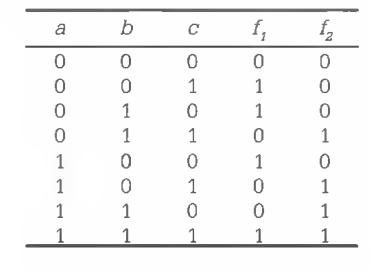 a b c f₁ f₂
0 0 0 0 0
0 0 1 1 0
0 1 0 1 0
0 1 1 0 1
1 0 0 1 0
1 0 1 0 1
1 1 0 0 1
1 1 1 1 1